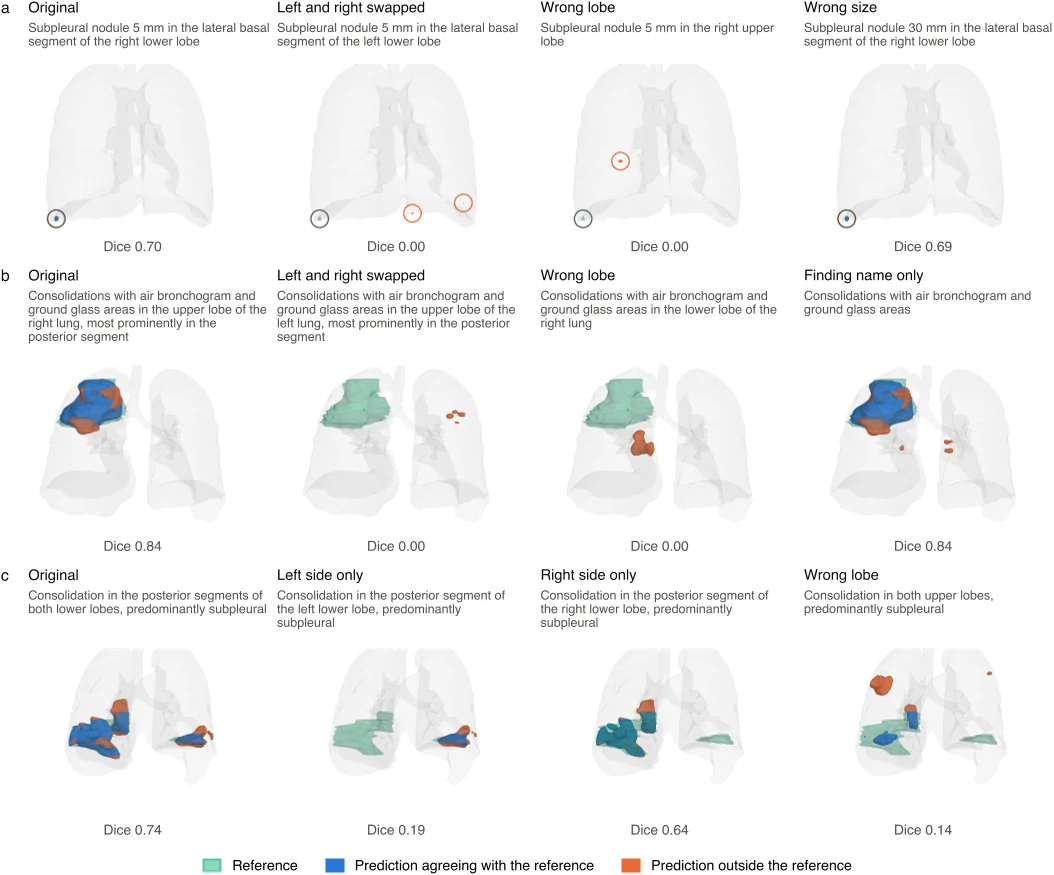 a
Original
Subpleural nodule 5 mm in the lateral basal
segment of the right lower lobe
Left and right swapped
Subpleural nodule 5 mm in the lateral basal
segment of the left lower lobe
Wrong lobe
Subpleural nodule 5 mm in the right upper
lobe
Wrong size
Subpleural nodule 30 mm in the lateral basal
segment of the right lower lobe
Dice 0.70
Dice 0.00
Dice 0.00
Dice 0.69
b
Original
Consolidations with air bronchogram and
ground glass areas in the upper lobe of the
right lung, most prominently in the
posterior segment
Left and right swapped
Consolidations with air bronchogram and
ground glass areas in the upper lobe of the
left lung, most prominently in the posterior
segment
Wrong lobe
Consolidations with air bronchogram and
ground glass areas in the lower lobe of the
right lung
Finding name only
Consolidations with air bronchogram and
ground glass areas
Dice 0.84
Dice 0.00
Dice 0.00
Dice 0.84
c
Original
Consolidation in the posterior segments of
both lower lobes, predominantly subpleural
Left side only
Consolidation in the posterior segment of
the left lower lobe, predominantly
subpleural
Right side only
Consolidation in the posterior segment of
the right lower lobe, predominantly
subpleural
Wrong lobe
Consolidation in both upper lobes,
predominantly subpleural
Dice 0.74
Dice 0.19
Dice 0.64
Dice 0.14
Reference
Prediction agreeing with the reference
Prediction outside the reference